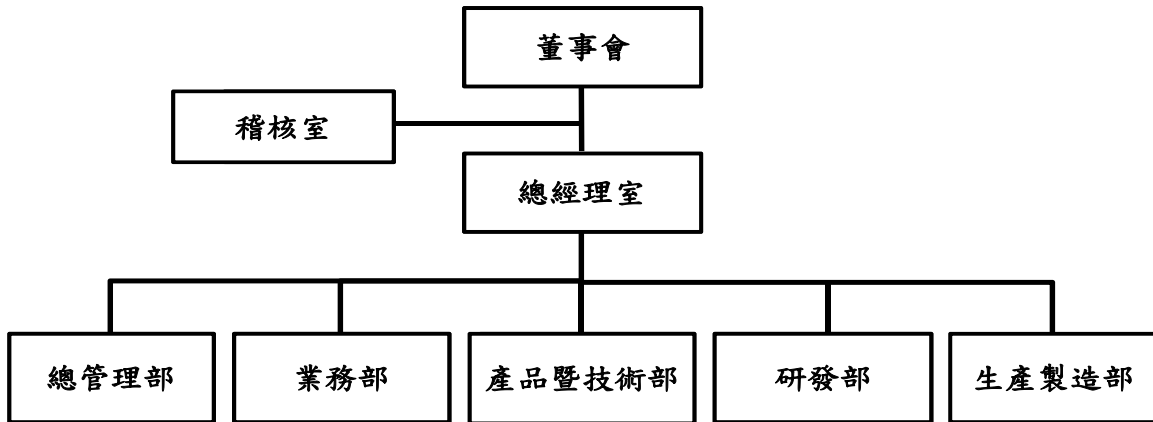 董事會
稽核室
總經理室
總管理部
業務部
產品暨技術部
研發部
生產製造部